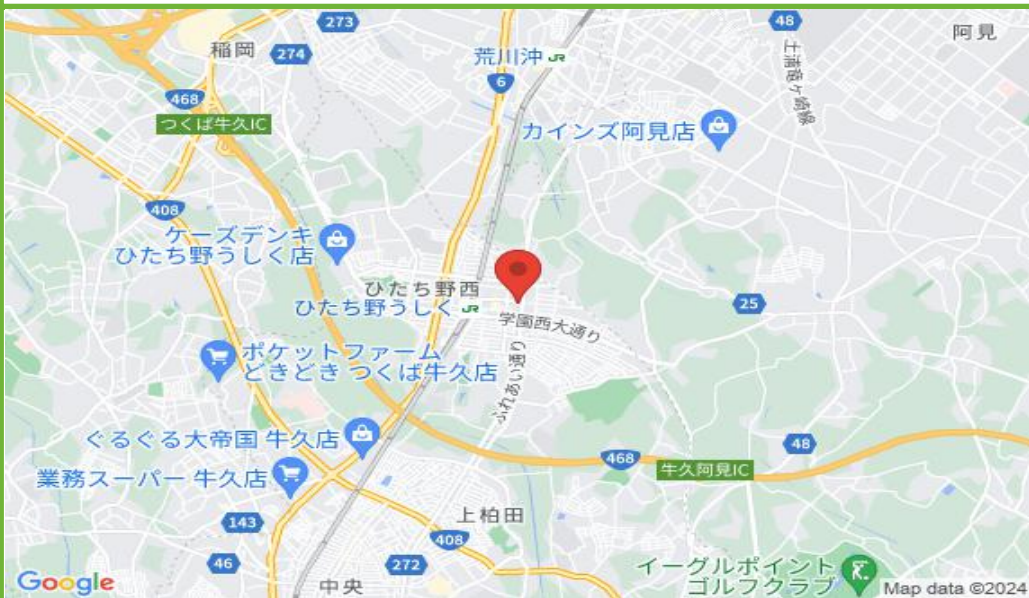 273
48
阿見
稲岡
274
荒川沖 JR
土浦竜ヶ崎線
6
468
つくば牛久IC
カインズ阿見店
408
ケーズデンキ
ひたち野うしく店
ひたち野西
ひたち野うしく JR
25
学園西大通り
ふれあい通り
ポケットファーム
どきどき つくば牛久店
ぐるぐる大帝国 牛久店
48
468
牛久阿見IC
業務スーパー 牛久店
143
上柏田
408
46
272
イーグルポイント
ゴルフクラブ
中央
Google
Map data ©2024